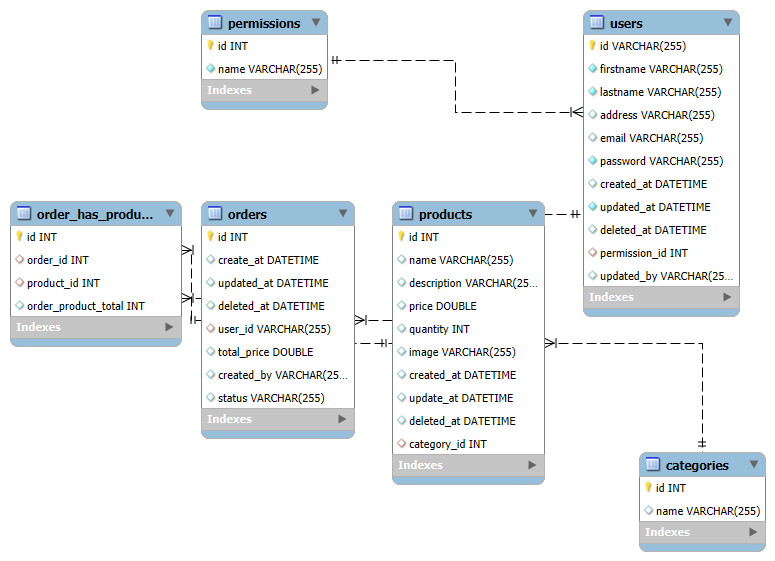 permissions
id INT
name VARCHAR(255)
Indexes
users
id VARCHAR(255)
firstname VARCHAR(255)
lastname VARCHAR(255)
address VARCHAR(255)
email VARCHAR(255)
password VARCHAR(255)
created_at DATETIME
updated_at DATETIME
deleted_at DATETIME
permission_id INT
updated_by VARCHAR(25...
Indexes
order_has_produ...
id INT
order_id INT
product_id INT
order_product_total INT
Indexes
orders
id INT
create_at DATETIME
updated_at DATETIME
deleted_at DATETIME
user_id VARCHAR(255)
total_price DOUBLE
created_by VARCHAR(25...
status VARCHAR(255)
Indexes
products
id INT
name VARCHAR(255)
description VARCHAR(25...
price DOUBLE
quantity INT
image VARCHAR(255)
created_at DATETIME
update_at DATETIME
deleted_at DATETIME
category_id INT
Indexes
categories
id INT
name VARCHAR(255)
Indexes